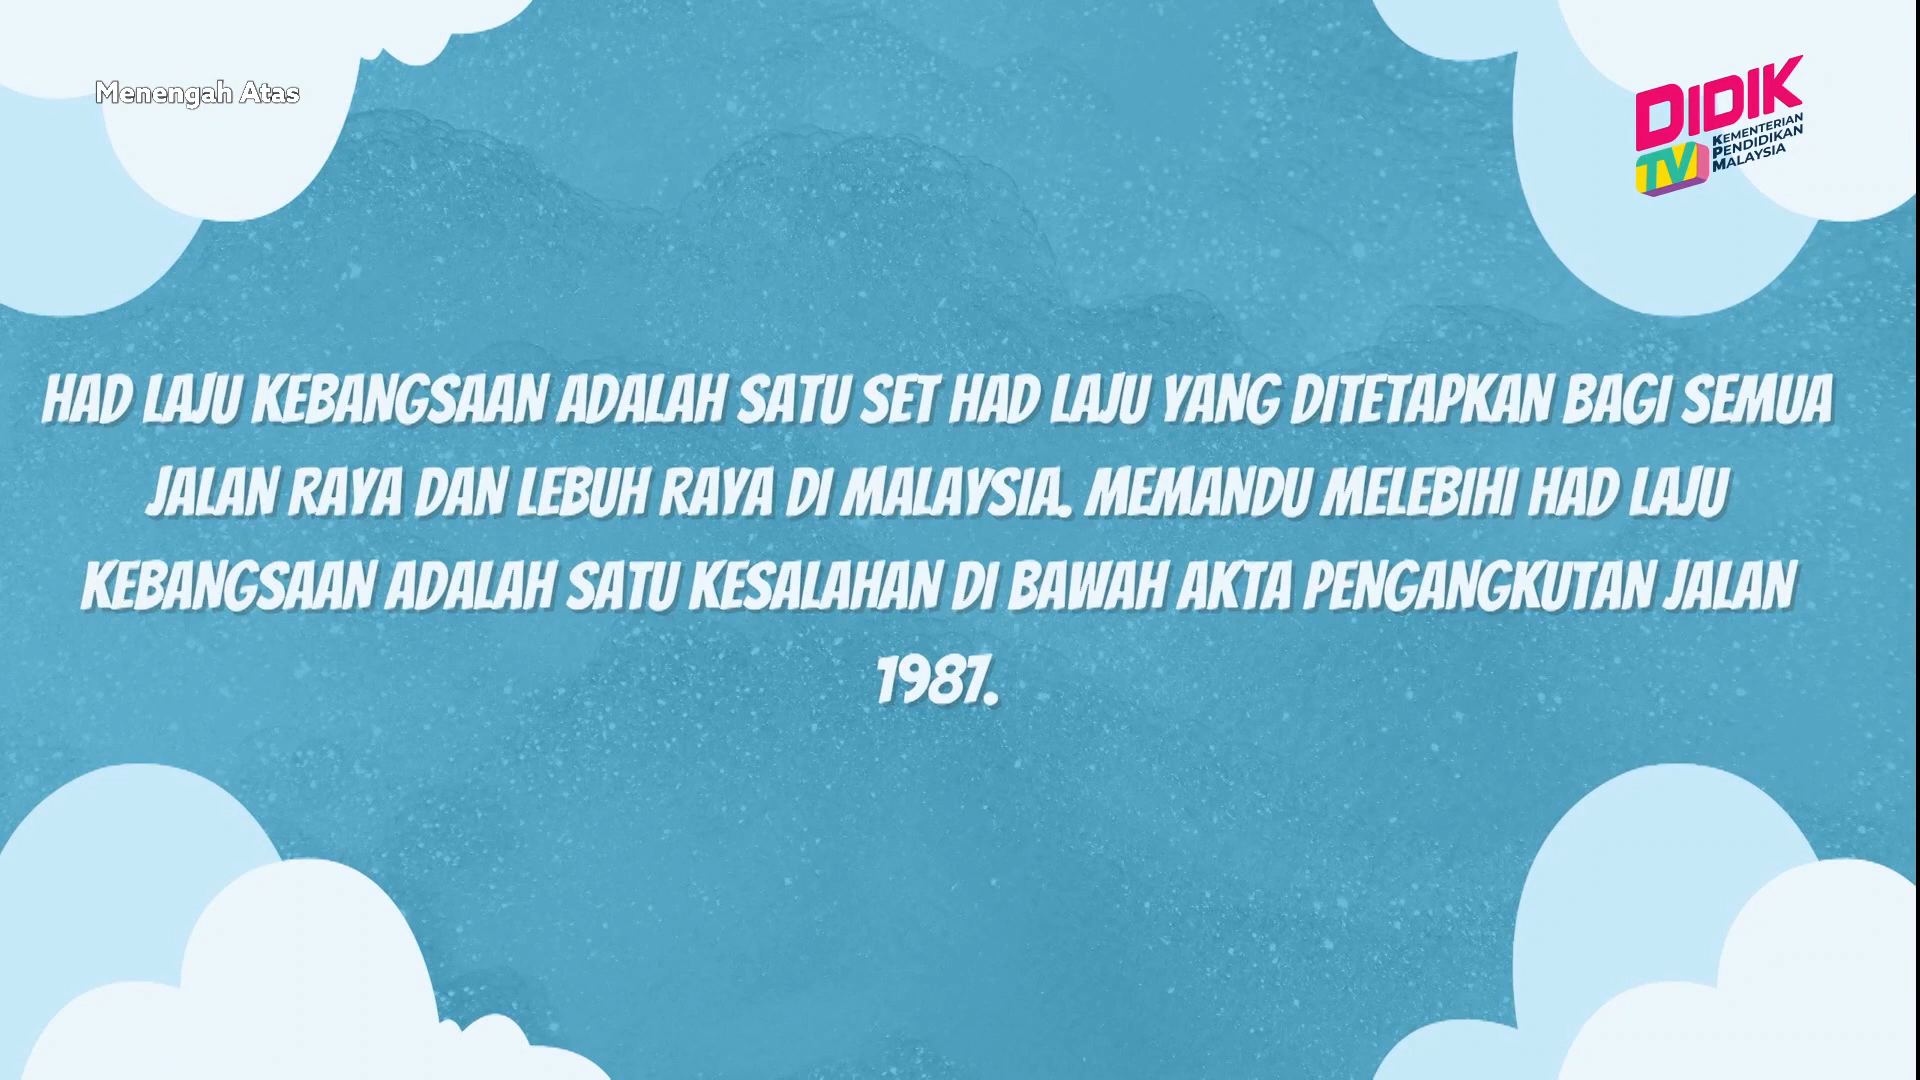 Menengah Atas
DIDIK
TV
KEMENTERIAN
PENDIDIKAN
MALAYSIA
HAD LAJU KEBANGSAAN ADALAH SATU SET HAD LAJU YANG DITETAPKAN BAGI SEMUA
JALAN RAYA DAN LEBUH RAYA DI MALAYSIA. MEMANDU MELEBIHI HAD LAJU
KEBANGSAAN ADALAH SATU KESALAHAN DI BAWAH AKTA PENGANGKUTAN JALAN
1987.